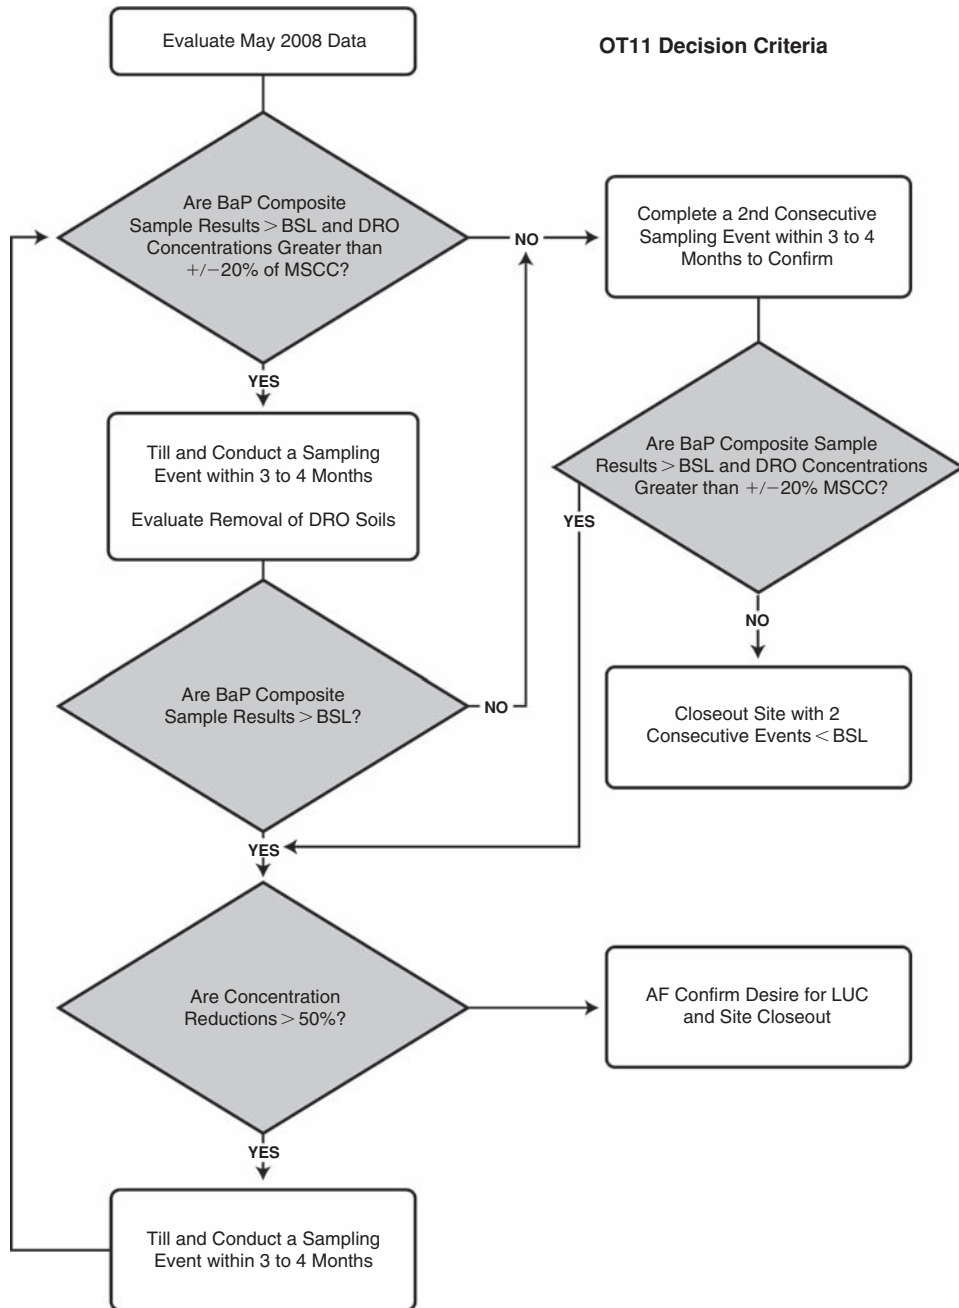 Evaluate May 2008 Data
OT11 Decision Criteria
Are BaP Composite
Sample Results > BSL and DRO
Concentrations Greater than
+/−20% of MSCC?
NO
Complete a 2nd Consecutive
Sampling Event within 3 to 4
Months to Confirm
YES
Till and Conduct a Sampling
Event within 3 to 4 Months
Evaluate Removal of DRO Soils
Are BaP Composite Sample
Results > BSL and DRO Concentrations
Greater than +/−20% MSCC?
YES
NO
Are BaP Composite
Sample Results > BSL?
NO
Closeout Site with 2
Consecutive Events < BSL
YES
Are Concentration
Reductions > 50%?
AF Confirm Desire for LUC
and Site Closeout
YES
Till and Conduct a Sampling
Event within 3 to 4 Months